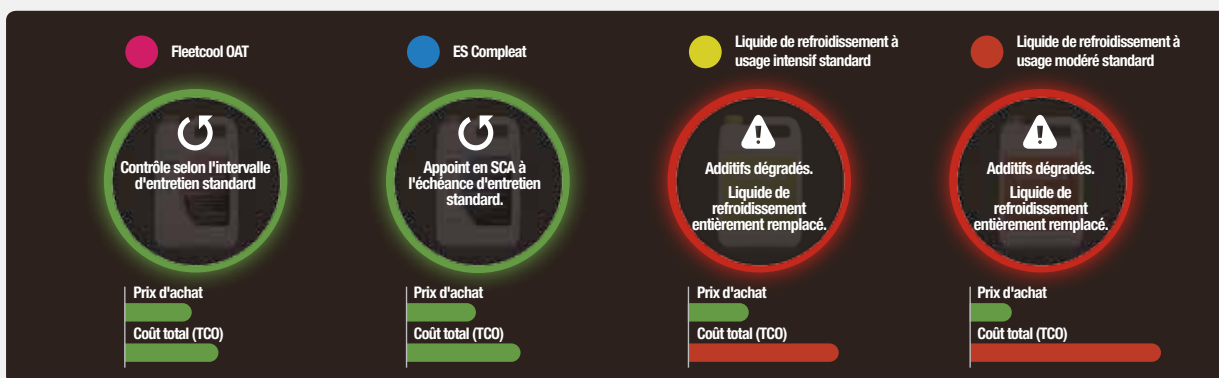 Fleetcool OAT
ES Compleat
Liquide de refroidissement à
usage intensif standard
Liquide de refroidissement à
usage modéré standard
Contrôle selon l'intervalle
d'entretien standard
Appoint en SCA à
l'échéance d'entretien
standard.
Additifs dégradés.
Liquide de
refroidissement
entièrement remplacé.
Additifs dégradés.
Liquide de
refroidissement
entièrement remplacé.
Prix d'achat
Coût total (TCO)
Prix d'achat
Coût total (TCO)
Prix d'achat
Coût total (TCO)
Prix d'achat
Coût total (TCO)